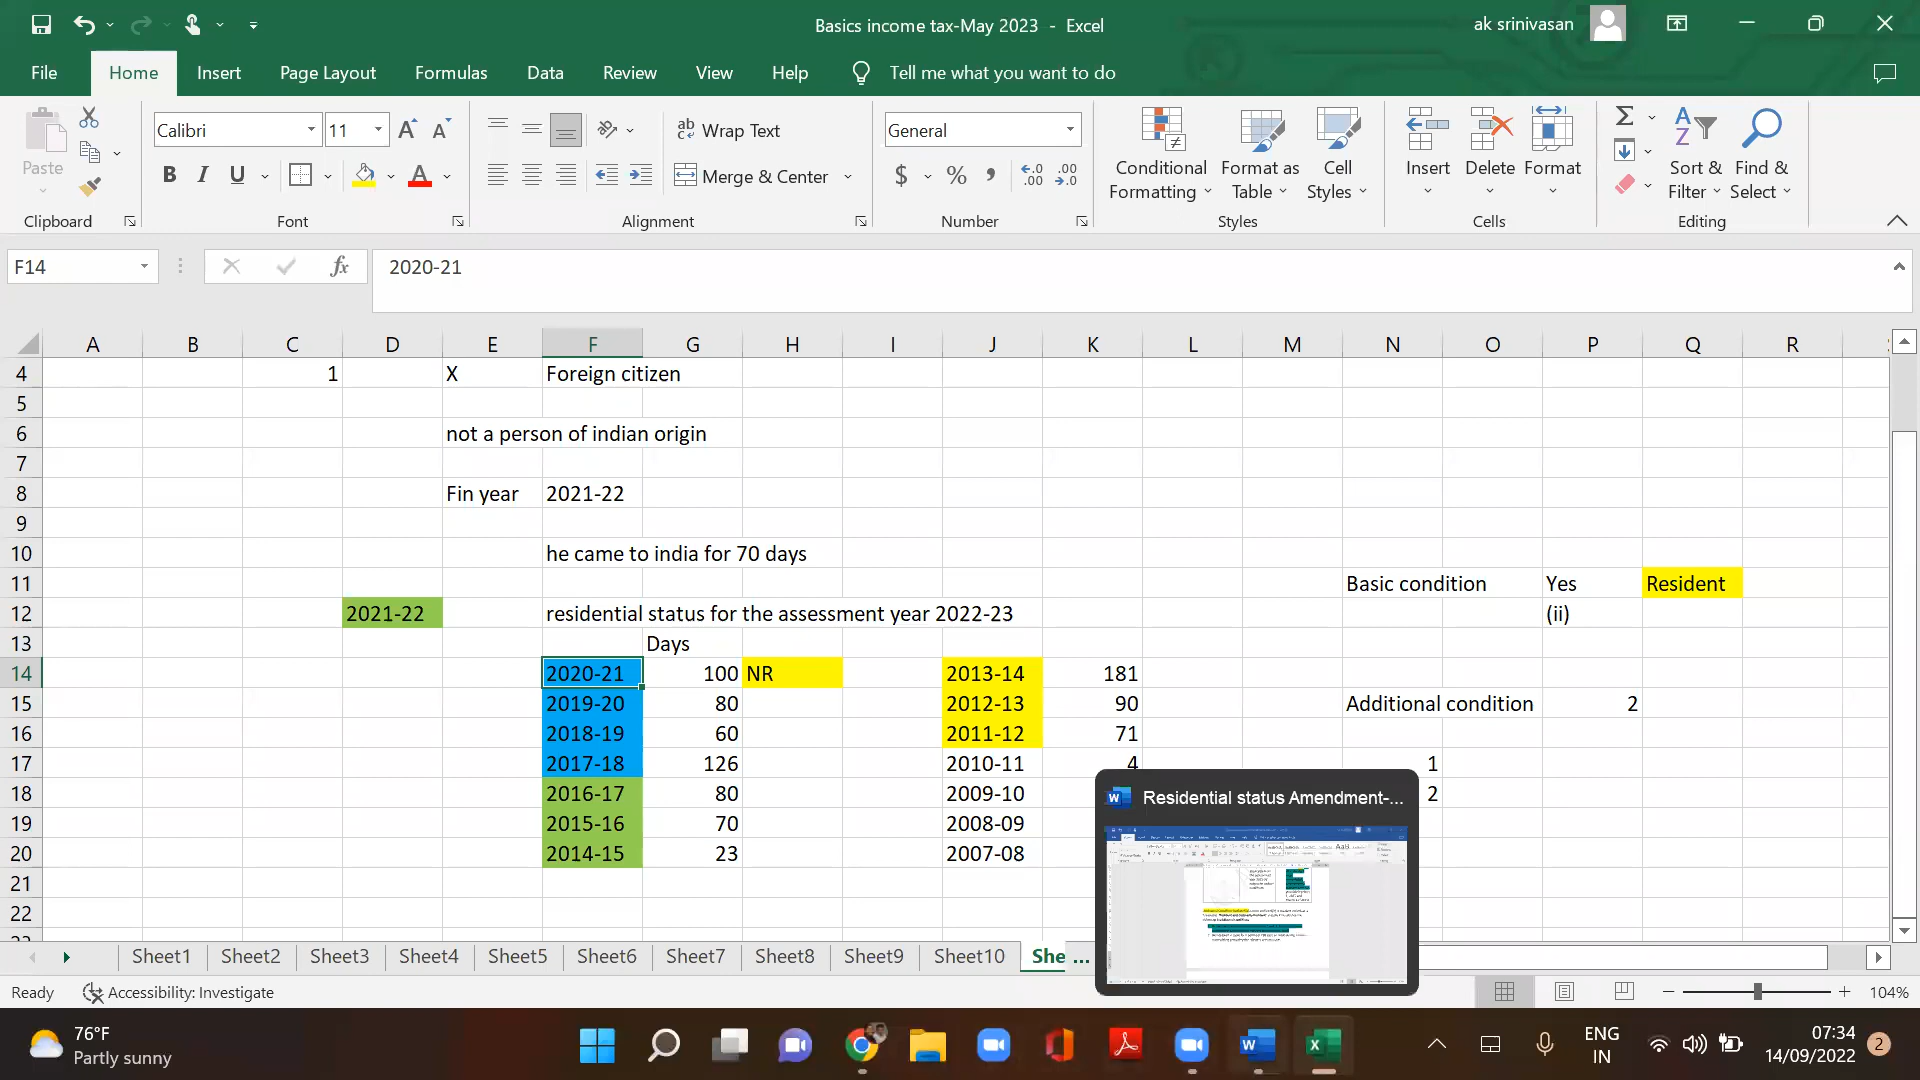 Basics income tax-May 2023 - Excel
ak srinivasan
File Home Insert Page Layout Formulas Data Review View Help Tell me what you want to do
Paste
Clipboard
Calibri 11
B I U
Font
Wrap Text
Merge & Center
Alignment
General
$ % ,
Number
Conditional Formatting
Format as Table
Cell Styles
Styles
Insert Delete Format
Cells
Sort & Filter
Find & Select
Editing
F14 fx 2020-21
A B C D E F G H I J K L M N O P Q R
4 1 X Foreign citizen
5
6 not a person of indian origin
7
8 Fin year 2021-22
9
10 he came to india for 70 days
11 Basic condition Yes Resident
12 2021-22 residential status for the assessment year 2022-23 (ii)
13 Days
14 2020-21 100 NR 2013-14 181
15 2019-20 80 2012-13 90 Additional condition 2
16 2018-19 60 2011-12 71
17 2017-18 126 2010-11 4 1
18 2016-17 80 2009-10 2
19 2015-16 70 2008-09
20 2014-15 23 2007-08
21
22
Residential status Amendment-...
Sheet1 Sheet2 Sheet3 Sheet4 Sheet5 Sheet6 Sheet7 Sheet8 Sheet9 Sheet10 She ...
Ready Accessibility: Investigate 104%
76°F
Partly sunny
ENG
IN
07:34
14/09/2022
2